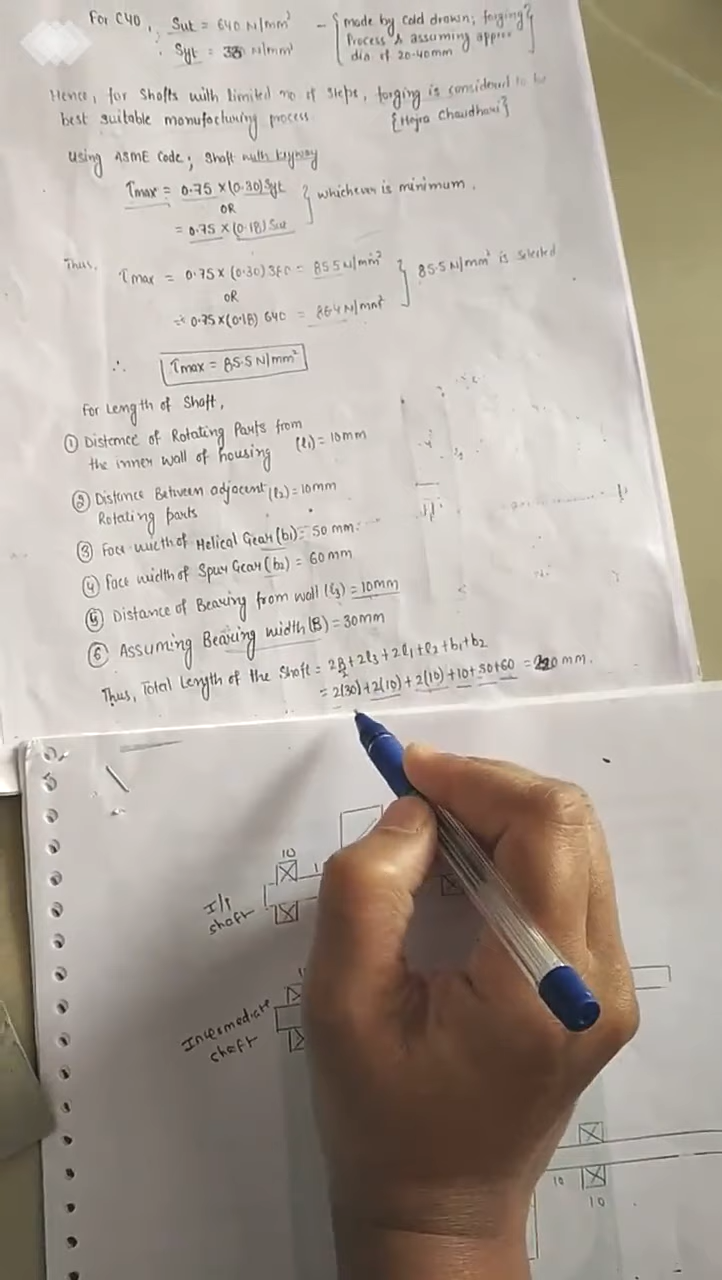 For C40, Sut = 640 N/mm² - { made by cold drawn; forging?
Syt = 380 N/mm² Process & assuming approx
dia of 20-40mm }
Hence, for shafts with limited no of steps, forging is considered to be
best suitable manufacturing process {Hajra Chaudhari}
Using ASME Code; Shaft with keyway
τmax = 0.75 × (0.30) Syt
OR } whichever is minimum.
= 0.75 × (0.18) Sut
Thus, τmax = 0.75 × (0.30) 380 = 85.5 N/mm²
OR } 85.5 N/mm² is selected
= 0.75×(0.18) 640 = 86.4 N/mm²
∴ τmax = 85.5 N/mm²
For Length of Shaft,
① Distance of Rotating Parts from
the inner wall of housing (l1) = 10mm
② Distance Between adjacent (l2) = 10mm
Rotating parts
③ Face width of Helical Gear (b1) = 50 mm.
④ Face width of Spur Gear (b2) = 60 mm
⑤ Distance of Bearing from wall (l3) = 10mm
⑥ Assuming Bearing width (B) = 30mm
Thus, Total Length of the Shaft = 2B + 2l3 + 2l1 + l2 + b1 + b2
= 2(30) + 2(10) + 2(10) + 10 + 50 + 60 = 220 mm.
10
I/P
shaft
Intermediate
shaft
10
10